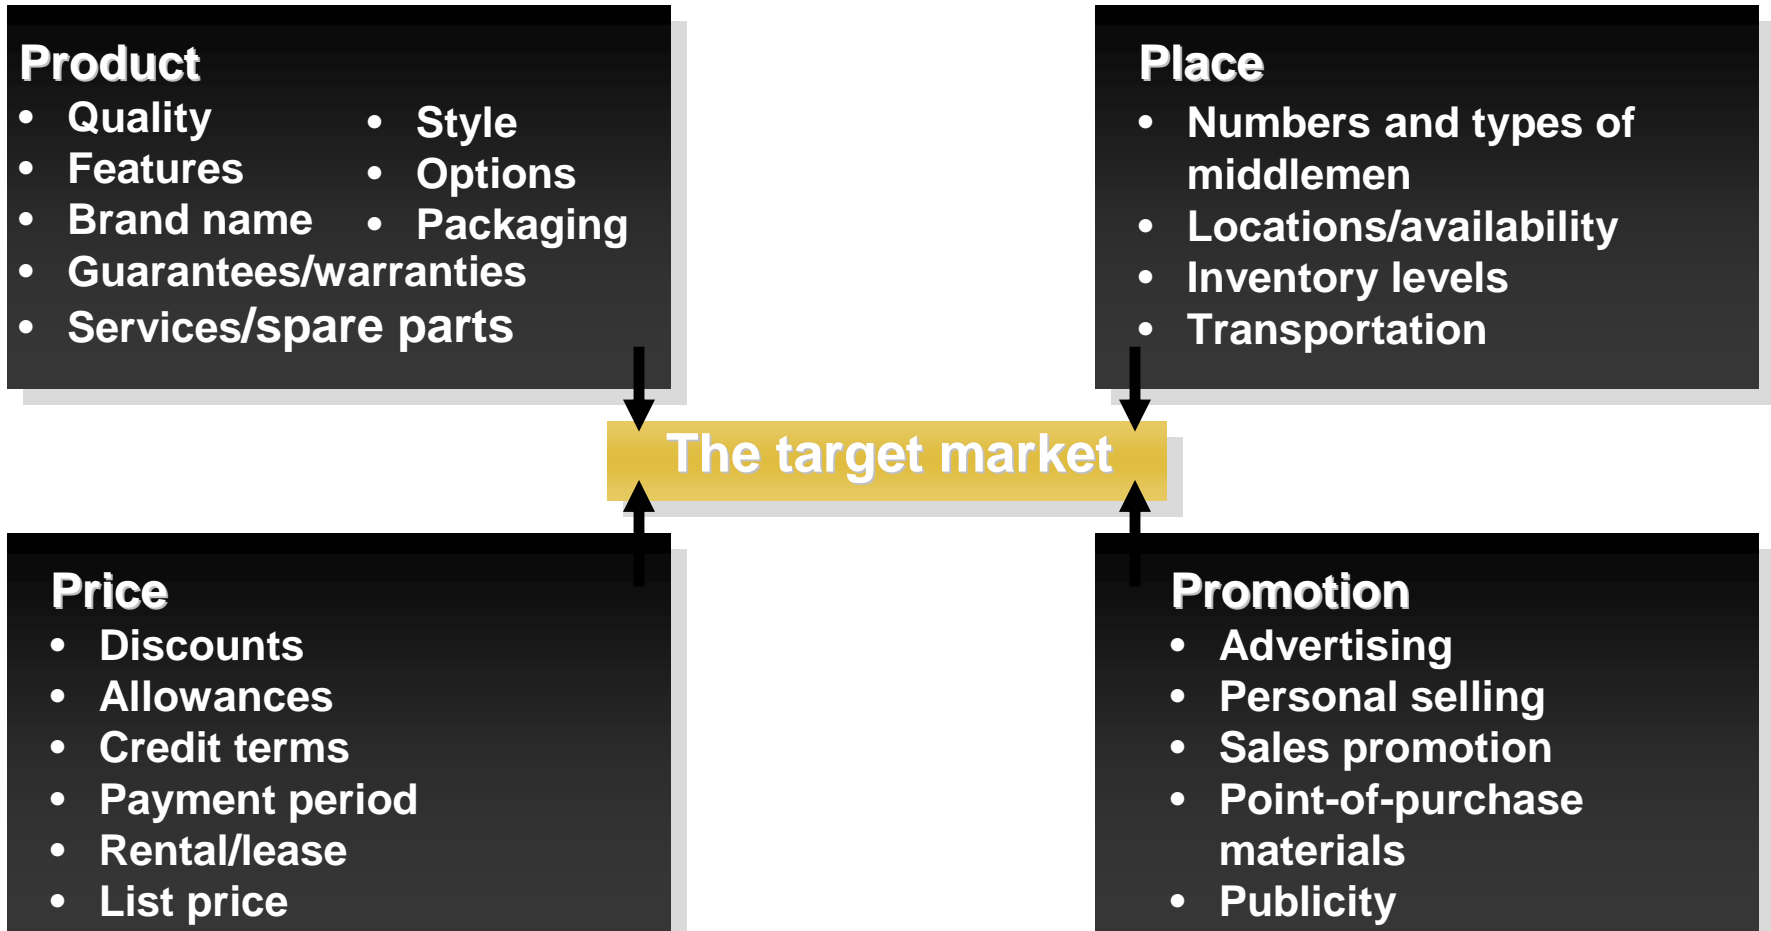 Product
• Quality
• Features
• Brand name
• Style
• Options
• Packaging
• Guarantees/warranties
• Services/spare parts
Place
• Numbers and types of
middlemen
• Locations/availability
• Inventory levels
• Transportation
The target market
Price
• Discounts
• Allowances
• Credit terms
• Payment period
• Rental/lease
• List price
Promotion
• Advertising
• Personal selling
• Sales promotion
• Point-of-purchase
materials
• Publicity